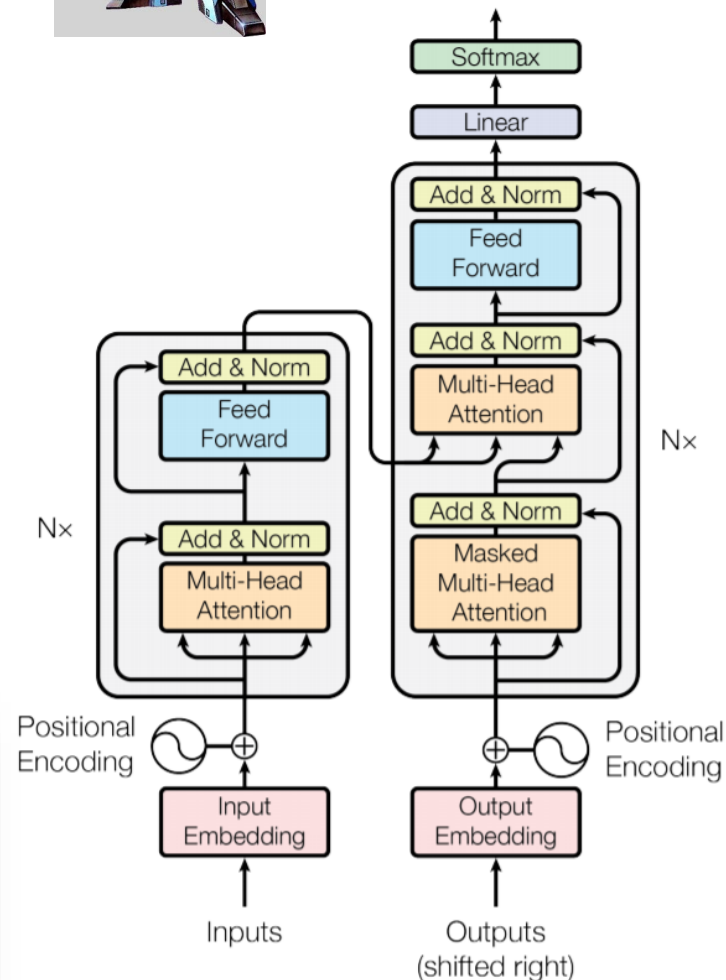 Softmax
Linear
Add & Norm
Feed
Forward
Add & Norm
Multi-Head
Attention
Nx
Add & Norm
Masked
Multi-Head
Attention
Add & Norm
Feed
Forward
Nx
Add & Norm
Multi-Head
Attention
Positional
Encoding
Positional
Encoding
Input
Embedding
Output
Embedding
Inputs
Outputs
(shifted right)